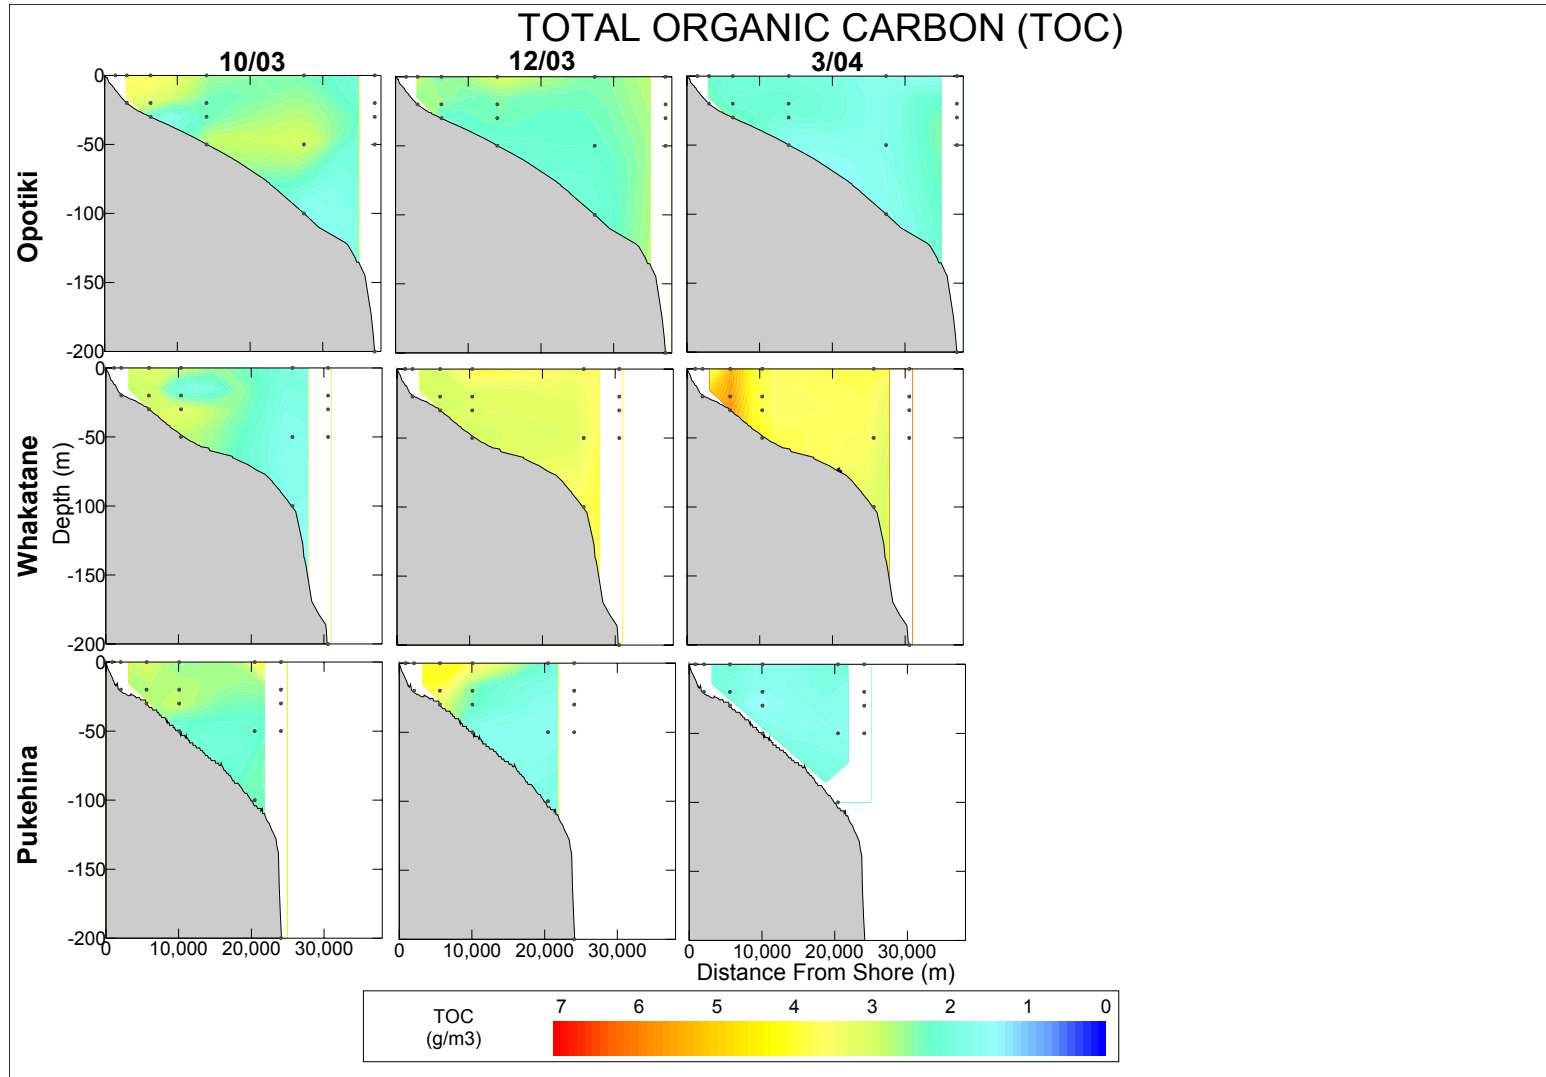 TOTAL ORGANIC CARBON (TOC)
10/03 12/03 3/04
Opotiki
0
-50
-100
-150
-200
Whakatane
Depth (m)
0
-50
-100
-150
-200
Pukehina
0
-50
-100
-150
-200
0 10,000 20,000 30,000 0 10,000 20,000 30,000 0 10,000 20,000 30,000
Distance From Shore (m)
TOC
(g/m3)
7 6 5 4 3 2 1 0